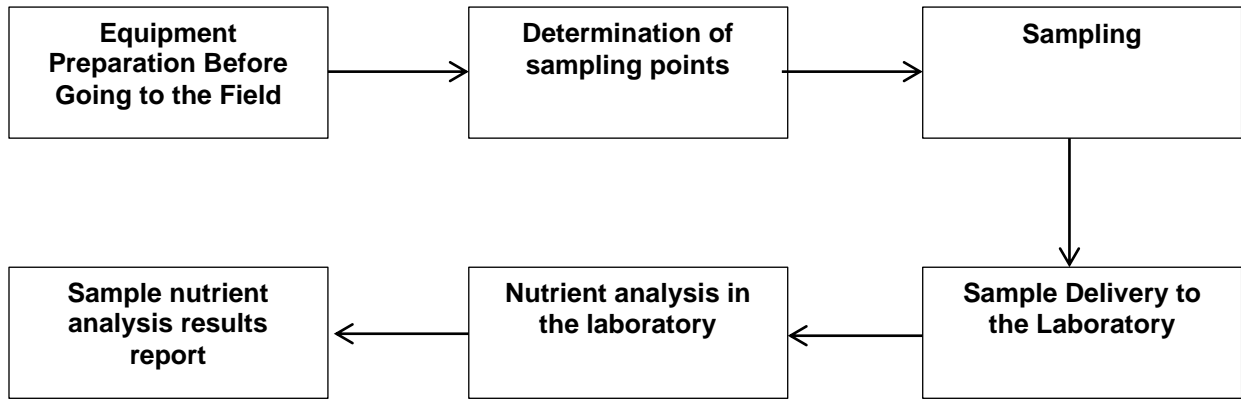 Equipment
Preparation Before
Going to the Field
Determination of
sampling points
Sampling
Sample Delivery to
the Laboratory
Nutrient analysis in
the laboratory
Sample nutrient
analysis results
report